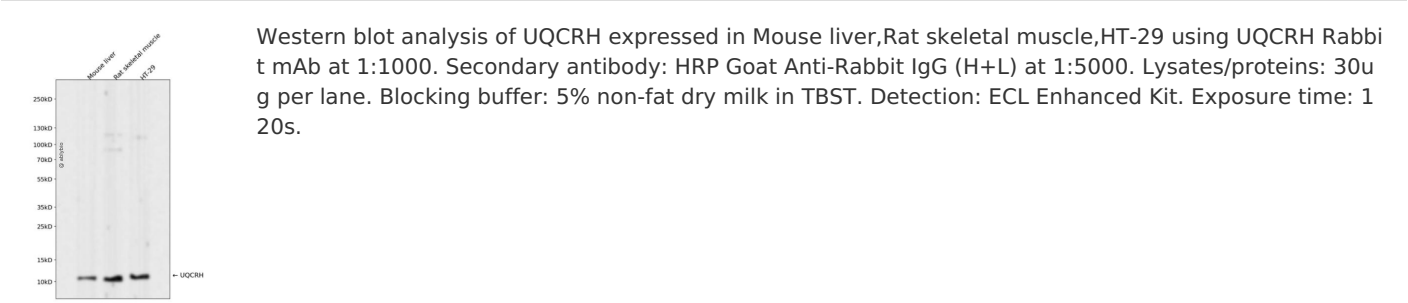 Mouse liver
Rat skeletal muscle
HT-29
250kD
130kD
100kD
70kD
55kD
35kD
25kD
15kD
10kD
@ ablybio
← UQCRH
Western blot analysis of UQCRH expressed in Mouse liver,Rat skeletal muscle,HT-29 using UQCRH Rabbi
t mAb at 1:1000. Secondary antibody: HRP Goat Anti-Rabbit IgG (H+L) at 1:5000. Lysates/proteins: 30u
g per lane. Blocking buffer: 5% non-fat dry milk in TBST. Detection: ECL Enhanced Kit. Exposure time: 1
20s.